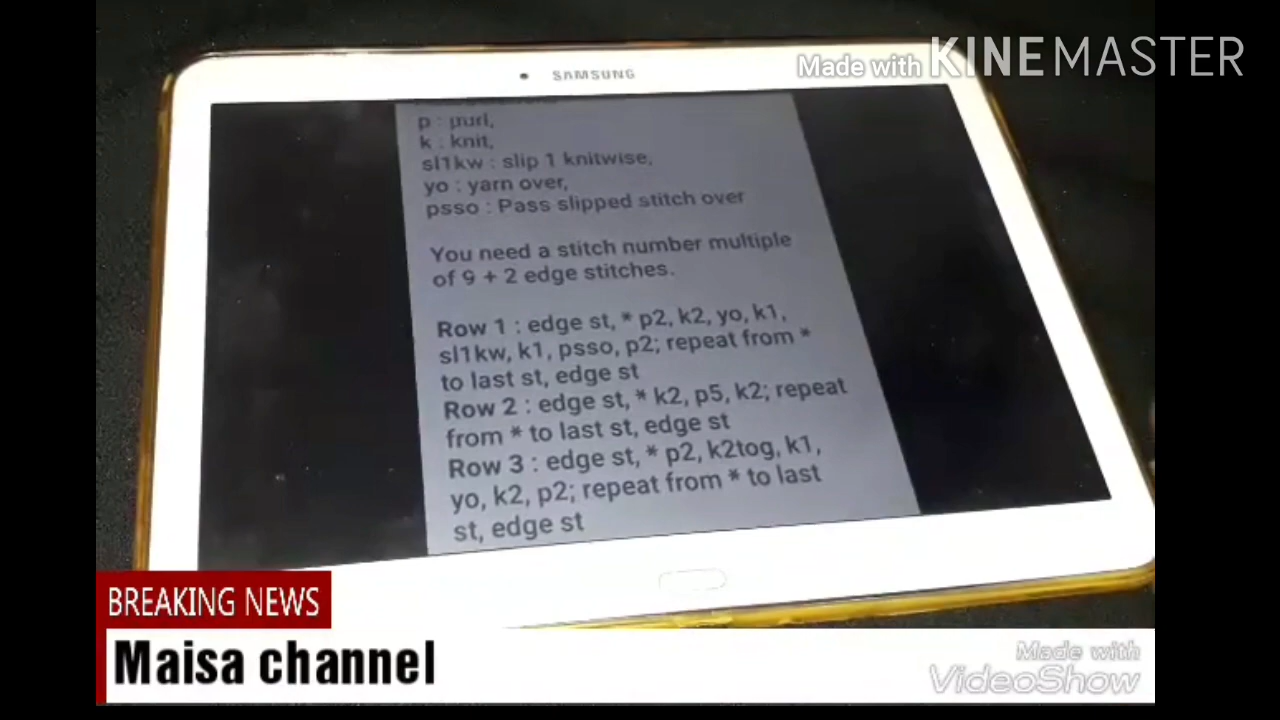 Made with KINEMASTER
SAMSUNG
p : purl,
k : knit,
sl1kw : slip 1 knitwise,
yo : yarn over,
psso : Pass slipped stitch over
You need a stitch number multiple
of 9 + 2 edge stitches.
Row 1 : edge st, * p2, k2, yo, k1,
sl1kw, k1, psso, p2; repeat from *
to last st, edge st
Row 2 : edge st, * k2, p5, k2; repeat
from * to last st, edge st
Row 3 : edge st, * p2, k2tog, k1,
yo, k2, p2; repeat from * to last
st, edge st
BREAKING NEWS
Maisa channel
Made with
VideoShow